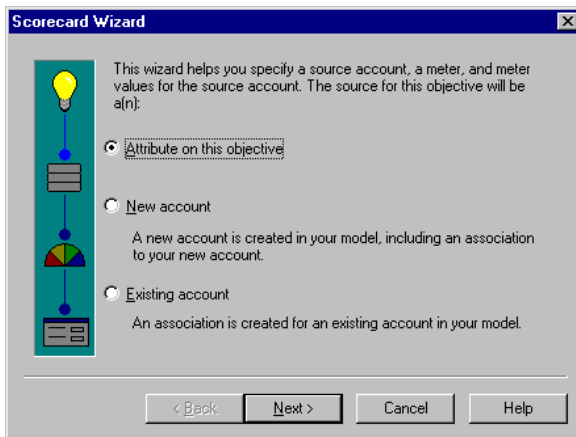 Scorecard Wizard
This wizard helps you specify a source account, a meter, and meter
values for the source account. The source for this objective will be
a(n):
Attribute on this objective
New account
A new account is created in your model, including an association
to your new account.
Existing account
An association is created for an existing account in your model.
< Back Next > Cancel Help